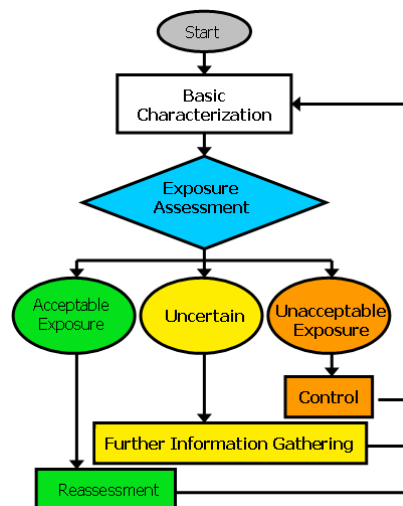 Start
Basic
Characterization
Exposure
Assessment
Acceptable
Exposure
Uncertain
Unacceptable
Exposure
Control
Further Information Gathering
Reassessment